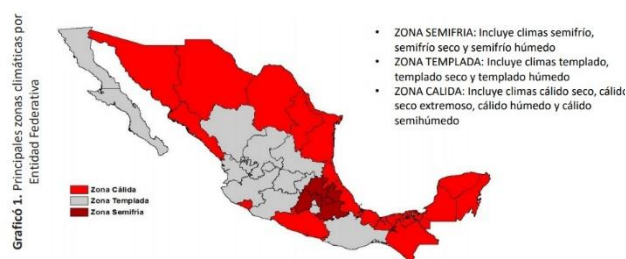 Graficó 1. Principales zonas climáticas por
Entidad Federativa
• ZONA SEMIFRIA: Incluye climas semifrío,
semifrío seco y semifrío húmedo
• ZONA TEMPLADA: Incluye climas templado,
templado seco y templado húmedo
• ZONA CALIDA: Incluye climas cálido seco, cálido
seco extremoso, cálido húmedo y cálido
semihúmedo
Zona Cálida
Zona Templada
Zona Semifria